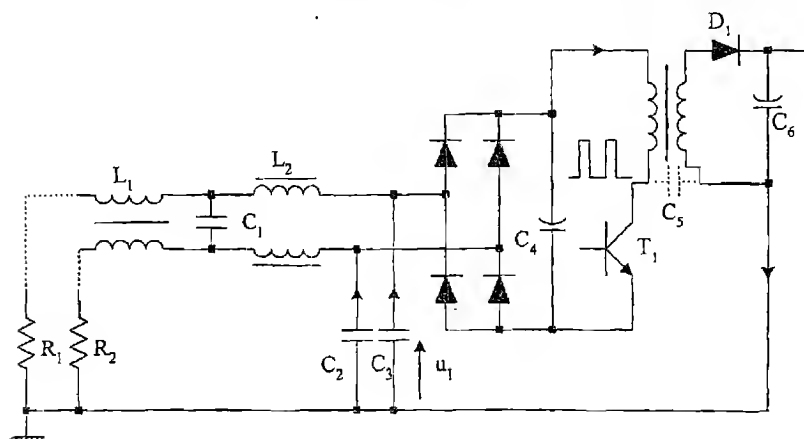 D₁
C₆
L₁
L₂
C₁
C₄
C₅
T₁
R₁
R₂
C₂
C₃
u₁